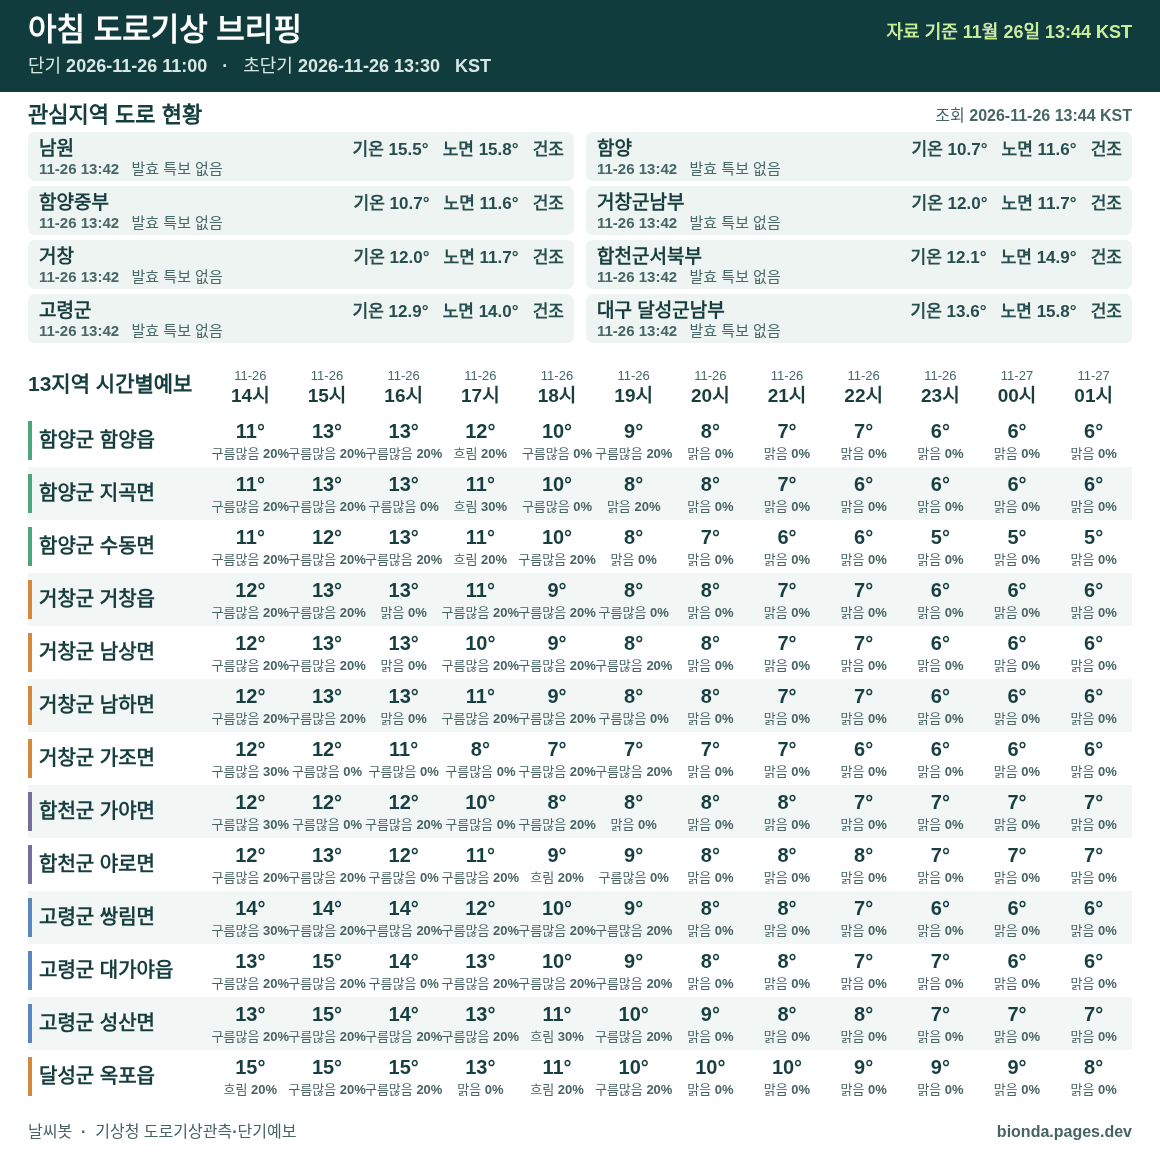 아침 도로기상 브리핑
자료 기준 11월 26일 13:44 KST
단기 2026-11-26 11:00 · 초단기 2026-11-26 13:30 KST
관심지역 도로 현황
조회 2026-11-26 13:44 KST
남원 기온 15.5° 노면 15.8° 건조
11-26 13:42 발효 특보 없음
함양 기온 10.7° 노면 11.6° 건조
11-26 13:42 발효 특보 없음
함양중부 기온 10.7° 노면 11.6° 건조
11-26 13:42 발효 특보 없음
거창군남부 기온 12.0° 노면 11.7° 건조
11-26 13:42 발효 특보 없음
거창 기온 12.0° 노면 11.7° 건조
11-26 13:42 발효 특보 없음
합천군서북부 기온 12.1° 노면 14.9° 건조
11-26 13:42 발효 특보 없음
고령군 기온 12.9° 노면 14.0° 건조
11-26 13:42 발효 특보 없음
대구 달성군남부 기온 13.6° 노면 15.8° 건조
11-26 13:42 발효 특보 없음
11-26 11-26 11-26 11-26 11-26 11-26 11-26 11-26 11-26 11-26 11-27 11-27
13지역 시간별예보 14시 15시 16시 17시 18시 19시 20시 21시 22시 23시 00시 01시
함양군 함양읍 11° 13° 13° 12° 10° 9° 8° 7° 7° 6° 6° 6°
구름많음 20% 구름많음 20% 구름많음 20% 흐림 20% 구름많음 0% 구름많음 20% 맑음 0% 맑음 0% 맑음 0% 맑음 0% 맑음 0% 맑음 0%
함양군 지곡면 11° 13° 13° 11° 10° 8° 8° 7° 6° 6° 6° 6°
구름많음 20% 구름많음 20% 구름많음 0% 흐림 30% 구름많음 0% 맑음 20% 맑음 0% 맑음 0% 맑음 0% 맑음 0% 맑음 0% 맑음 0%
함양군 수동면 11° 12° 13° 11° 10° 8° 7° 6° 6° 5° 5° 5°
구름많음 20% 구름많음 20% 구름많음 20% 흐림 20% 구름많음 20% 맑음 0% 맑음 0% 맑음 0% 맑음 0% 맑음 0% 맑음 0% 맑음 0%
거창군 거창읍 12° 13° 13° 11° 9° 8° 8° 7° 7° 6° 6° 6°
구름많음 20% 구름많음 20% 맑음 0% 구름많음 20% 구름많음 20% 구름많음 0% 맑음 0% 맑음 0% 맑음 0% 맑음 0% 맑음 0% 맑음 0%
거창군 남상면 12° 13° 13° 10° 9° 8° 8° 7° 7° 6° 6° 6°
구름많음 20% 구름많음 20% 맑음 0% 구름많음 20% 구름많음 20% 구름많음 20% 맑음 0% 맑음 0% 맑음 0% 맑음 0% 맑음 0% 맑음 0%
거창군 남하면 12° 13° 13° 11° 9° 8° 8° 7° 7° 6° 6° 6°
구름많음 20% 구름많음 20% 맑음 0% 구름많음 20% 구름많음 20% 구름많음 0% 맑음 0% 맑음 0% 맑음 0% 맑음 0% 맑음 0% 맑음 0%
거창군 가조면 12° 12° 11° 8° 7° 7° 7° 7° 6° 6° 6° 6°
구름많음 30% 구름많음 0% 구름많음 0% 구름많음 0% 구름많음 20% 구름많음 20% 맑음 0% 맑음 0% 맑음 0% 맑음 0% 맑음 0% 맑음 0%
합천군 가야면 12° 12° 12° 10° 8° 8° 8° 8° 7° 7° 7° 7°
구름많음 30% 구름많음 0% 구름많음 20% 구름많음 0% 구름많음 20% 맑음 0% 맑음 0% 맑음 0% 맑음 0% 맑음 0% 맑음 0% 맑음 0%
합천군 야로면 12° 13° 12° 11° 9° 9° 8° 8° 8° 7° 7° 7°
구름많음 20% 구름많음 20% 구름많음 0% 구름많음 20% 흐림 20% 구름많음 0% 맑음 0% 맑음 0% 맑음 0% 맑음 0% 맑음 0% 맑음 0%
고령군 쌍림면 14° 14° 14° 12° 10° 9° 8° 8° 7° 6° 6° 6°
구름많음 30% 구름많음 20% 구름많음 20% 구름많음 20% 구름많음 20% 구름많음 20% 맑음 0% 맑음 0% 맑음 0% 맑음 0% 맑음 0% 맑음 0%
고령군 대가야읍 13° 15° 14° 13° 10° 9° 8° 8° 7° 7° 6° 6°
구름많음 20% 구름많음 20% 구름많음 0% 구름많음 20% 구름많음 20% 구름많음 20% 맑음 0% 맑음 0% 맑음 0% 맑음 0% 맑음 0% 맑음 0%
고령군 성산면 13° 15° 14° 13° 11° 10° 9° 8° 8° 7° 7° 7°
구름많음 20% 구름많음 20% 구름많음 20% 구름많음 20% 흐림 30% 구름많음 20% 맑음 0% 맑음 0% 맑음 0% 맑음 0% 맑음 0% 맑음 0%
달성군 옥포읍 15° 15° 15° 13° 11° 10° 10° 10° 9° 9° 9° 8°
흐림 20% 구름많음 20% 구름많음 20% 맑음 0% 흐림 20% 구름많음 20% 맑음 0% 맑음 0% 맑음 0% 맑음 0% 맑음 0% 맑음 0%
날씨봇 · 기상청 도로기상관측·단기예보
bionda.pages.dev